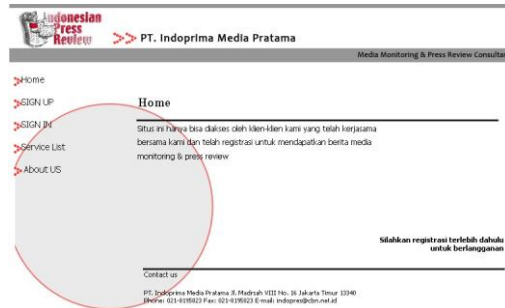 Indonesian
Press
Review
>> PT. Indoprima Media Pratama
Media Monitoring & Press Review Consulta
Home
SIGN UP
SIGN IN
Service List
About US
Home
Situs ini hanya bisa diakses oleh klien-klien kami yang telah kerjasama
bersama kami dan telah registrasi untuk mendapatkan berita media
monitoring & press review
Silahkan registrasi terlebih dahulu
untuk berlangganan
Contact us
PT. Indoprima Media Pratama Jl. Madrsah VIII No. 16 Jakarta Timur 13340
Phone: 021-8195023 Fax: 021-8195023 E-mail: indopres@cbn.net.id